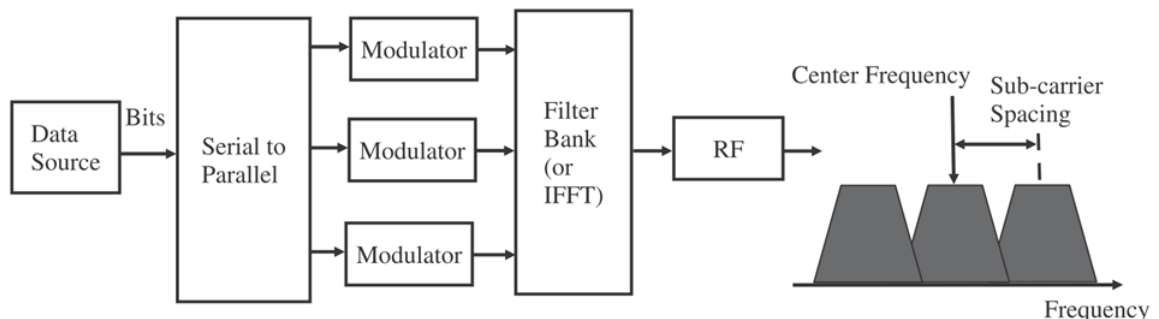 Data
Source
Bits
Serial to
Parallel
Modulator
Modulator
Modulator
Filter
Bank
(or
IFFT)
RF
Center Frequency
Sub-carrier
Spacing
Frequency